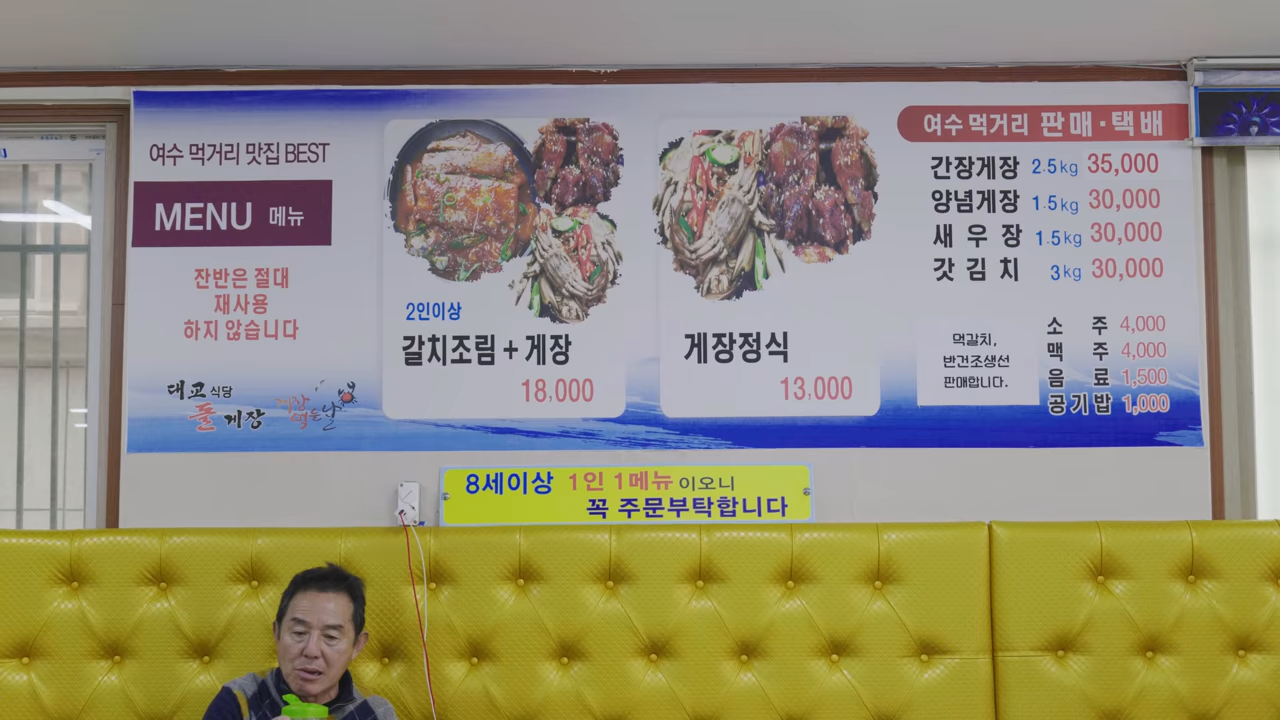 여수 먹거리 맛집 BEST
MENU 메뉴
잔반은 절대
재사용
하지 않습니다
대교식당
돌게장
게장
먹는날
2인이상
갈치조림 + 게장
18,000
게장정식
13,000
여수 먹거리 판매·택배
간장게장 2.5kg 35,000
양념게장 1.5kg 30,000
새우장 1.5kg 30,000
갓김치 3kg 30,000
먹갈치,
반건조생선
판매합니다.
소주 4,000
맥주 4,000
음료 1,500
공기밥 1,000
8세이상 1인 1메뉴 이오니
꼭 주문부탁합니다